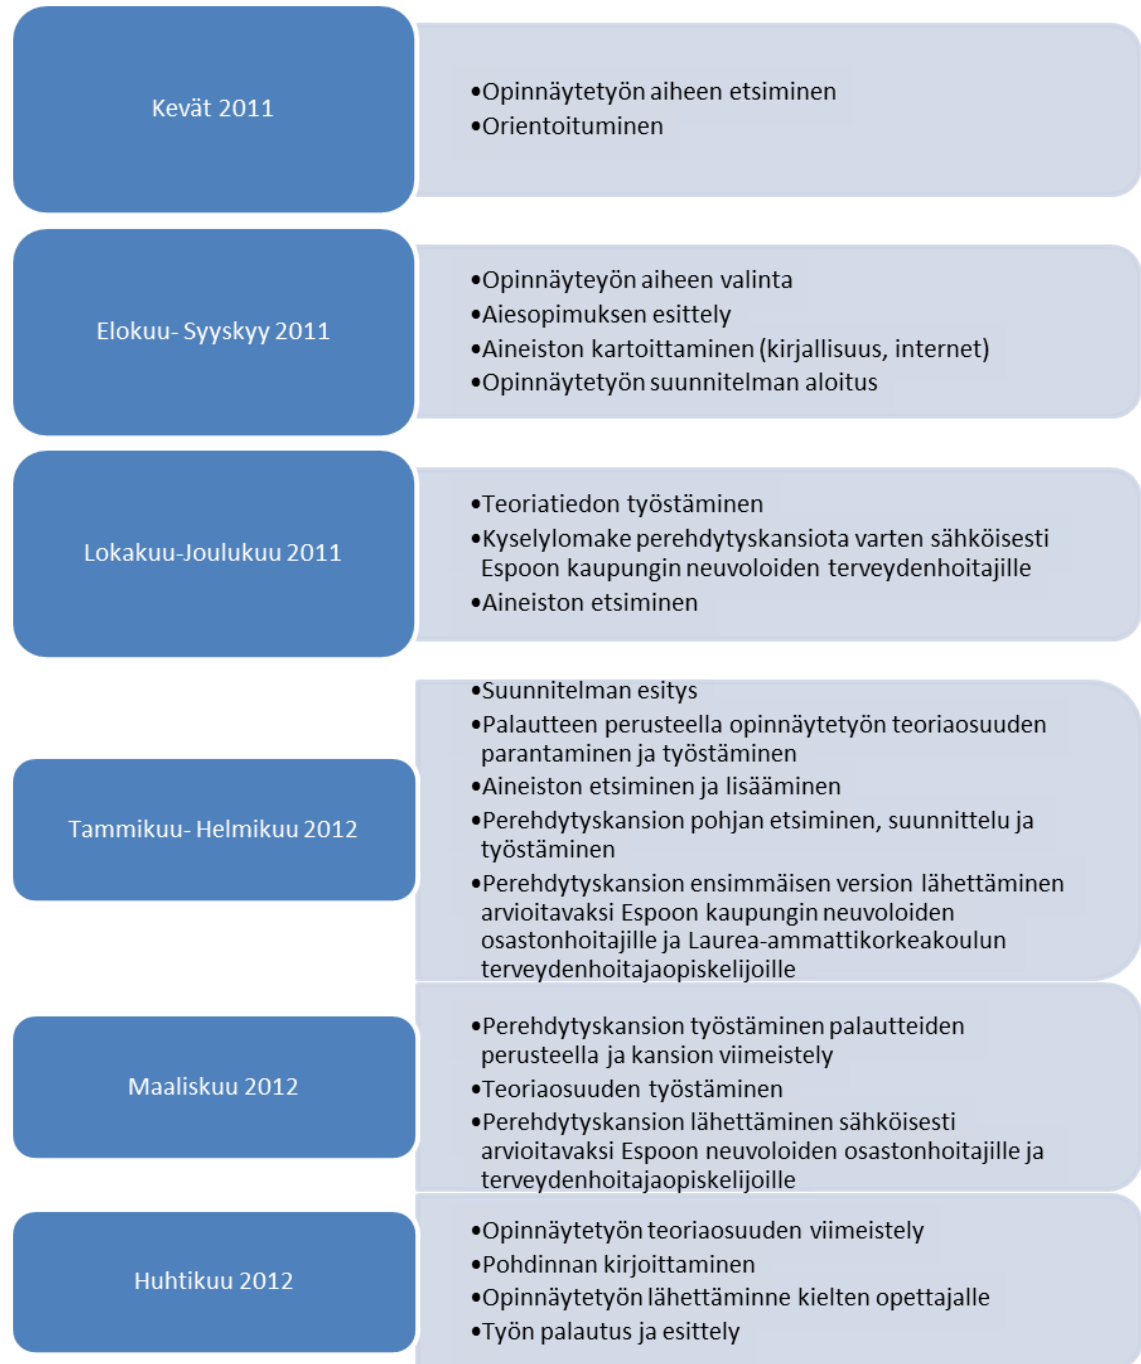 Kevät 2011
•Opinnäytetyön aiheen etsiminen
•Orientoituminen
Elokuu- Syyskyy 2011
•Opinnäyteyön aiheen valinta
•Aiesopimuksen esittely
•Aineiston kartoittaminen (kirjallisuus, internet)
•Opinnäytetyön suunnitelman aloitus
Lokakuu-Joulukuu 2011
•Teoriatiedon työstäminen
•Kyselylomake perehdytyskansiota varten sähköisesti
Espoon kaupungin neuvoloiden terveydenhoitajille
•Aineiston etsiminen
Tammikuu- Helmikuu 2012
•Suunnitelman esitys
•Palautteen perusteella opinnäytetyön teoriaosuuden
parantaminen ja työstäminen
•Aineiston etsiminen ja lisääminen
•Perehdytyskansion pohjan etsiminen, suunnittelu ja
työstäminen
•Perehdytyskansion ensimmäisen version lähettäminen
arvioitavaksi Espoon kaupungin neuvoloiden
osastonhoitajille ja Laurea-ammattikorkeakoulun
terveydenhoitajaopiskelijoille
Maaliskuu 2012
•Perehdytyskansion työstäminen palautteiden
perusteella ja kansion viimeistely
•Teoriaosuuden työstäminen
•Perehdytyskansion lähettäminen sähköisesti
arvioitavaksi Espoon neuvoloiden osastonhoitajille ja
terveydenhoitajaopiskelijoille
Huhtikuu 2012
•Opinnäytetyön teoriaosuuden viimeistely
•Pohdinnan kirjoittaminen
•Opinnäytetyön lähettäminne kielten opettajalle
•Työn palautus ja esittely